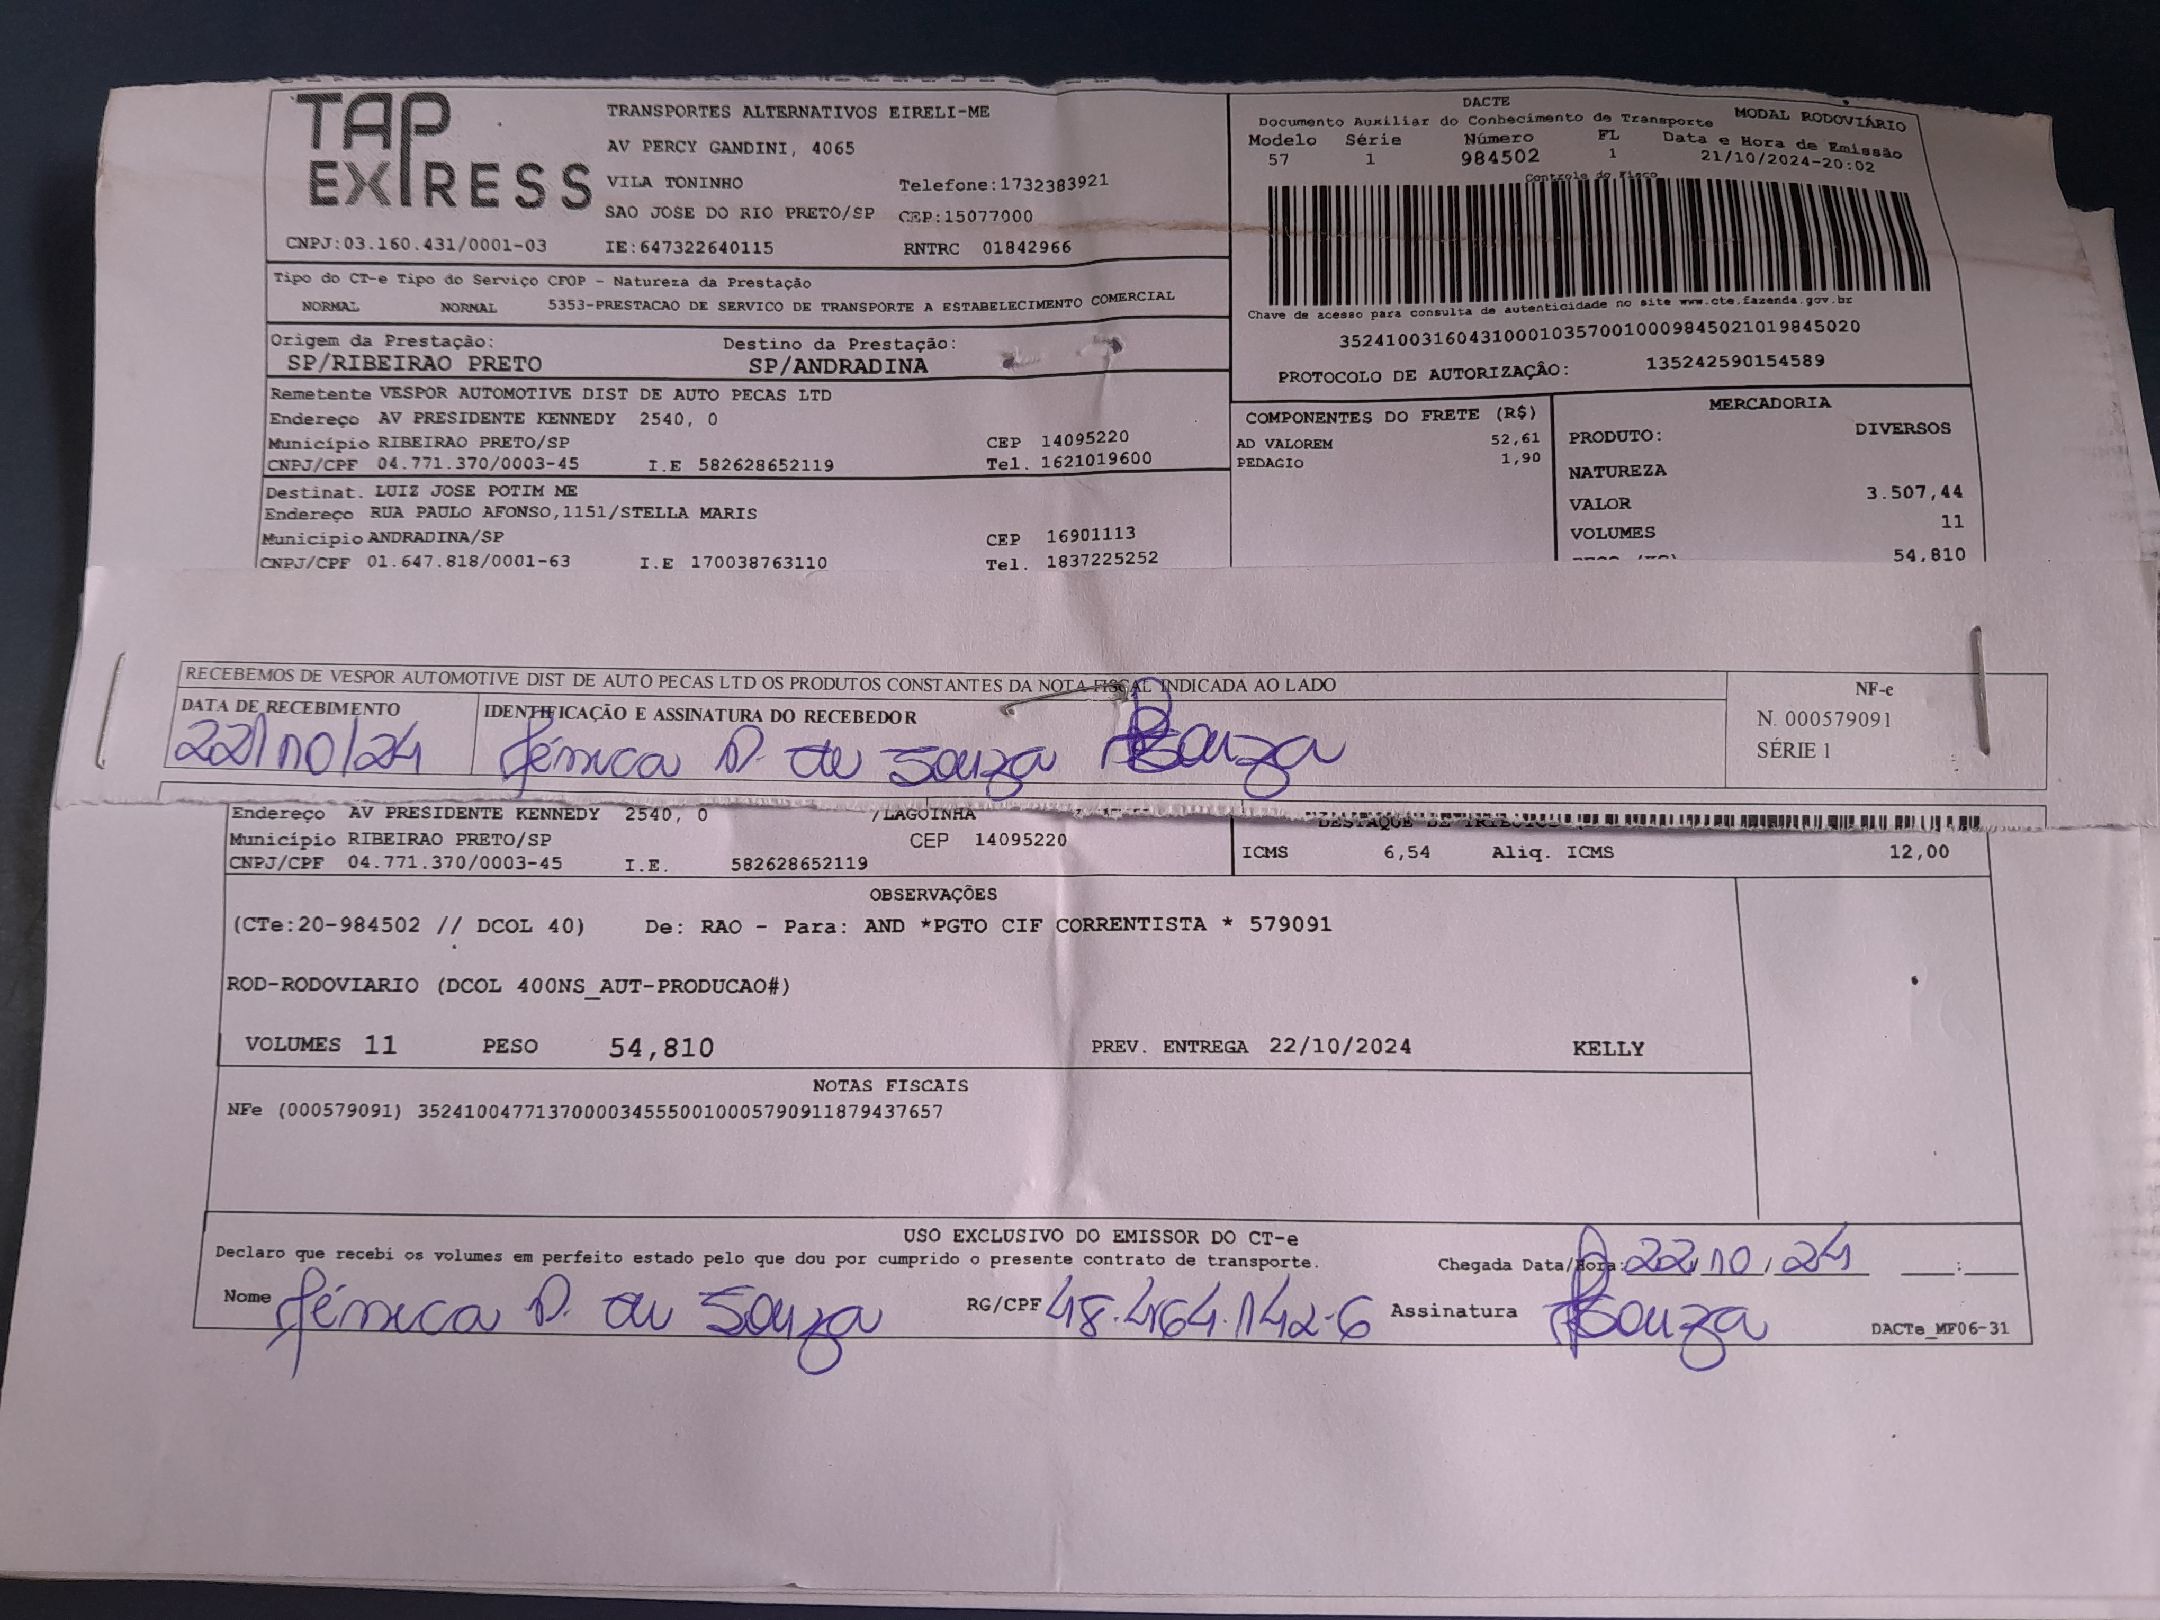 TAP EXPRESS
TRANSPORTES ALTERNATIVOS EIRELI-ME
AV PERCY GANDINI, 4065
VILA TONINHO Telefone:1732383921
SAO JOSE DO RIO PRETO/SP CEP:15077000
CNPJ:03.160.431/0001-03 IE:647322640115 RNTRC 01842966
DACTE
Documento Auxiliar do Conhecimento de Transporte MODAL RODOVIÁRIO
Modelo Série Número FL Data e Hora de Emissão
57 1 984502 1 21/10/2024-20:02
Controle do Fisco
Chave de acesso para consulta de autenticidade no site www.cte.fazenda.gov.br
35241003160431000103570010009845021019845020
PROTOCOLO DE AUTORIZAÇÂO: 135242590154589
Tipo do CT-e Tipo do Serviço CFOP - Natureza da Prestação
NORMAL NORMAL 5353-PRESTACAO DE SERVICO DE TRANSPORTE A ESTABELECIMENTO COMERCIAL
Origem da Prestação: Destino da Prestação:
SP/RIBEIRAO PRETO SP/ANDRADINA
Remetente VESPOR AUTOMOTIVE DIST DE AUTO PECAS LTD
Endereço AV PRESIDENTE KENNEDY 2540, 0
Município RIBEIRAO PRETO/SP CEP 14095220
CNPJ/CPF 04.771.370/0003-45 I.E 582628652119 Tel. 1621019600
Destinat. LUIZ JOSE POTIM ME
Endereço RUA PAULO AFONSO,1151/STELLA MARIS
Município ANDRADINA/SP CEP 16901113
CNPJ/CPF 01.647.818/0001-63 I.E 170038763110 Tel. 1837225252
COMPONENTES DO FRETE (R$)
AD VALOREM 52,61
PEDAGIO 1,90
MERCADORIA
PRODUTO: DIVERSOS
NATUREZA
VALOR 3.507,44
VOLUMES 11
54,810
RECEBEMOS DE VESPOR AUTOMOTIVE DIST DE AUTO PECAS LTD OS PRODUTOS CONSTANTES DA NOTA FISCAL INDICADA AO LADO
DATA DE RECEBIMENTO IDENTIFICAÇÃO E ASSINATURA DO RECEBEDOR
22/10/24 Jéssica D. de Souza Souza
NF-e
N. 000579091
SÉRIE 1
Endereço AV PRESIDENTE KENNEDY 2540, 0 /LAGOINHA
Município RIBEIRAO PRETO/SP CEP 14095220
CNPJ/CPF 04.771.370/0003-45 I.E. 582628652119
ICMS 6,54 Aliq. ICMS 12,00
OBSERVAÇÕES
(CTe:20-984502 // DCOL 40) De: RAO - Para: AND *PGTO CIF CORRENTISTA * 579091
ROD-RODOVIARIO (DCOL 400NS_AUT-PRODUCAO#)
VOLUMES 11 PESO 54,810 PREV. ENTREGA 22/10/2024 KELLY
NOTAS FISCAIS
NFe (000579091) 35241004771370000345550010005790911879437657
USO EXCLUSIVO DO EMISSOR DO CT-e
Declaro que recebi os volumes em perfeito estado pelo que dou por cumprido o presente contrato de transporte. Chegada Data/Hora: 22/10/24 __:__
Nome Jéssica D. de Souza RG/CPF 48.464.142-6 Assinatura Souza
DACTe_MF06-31